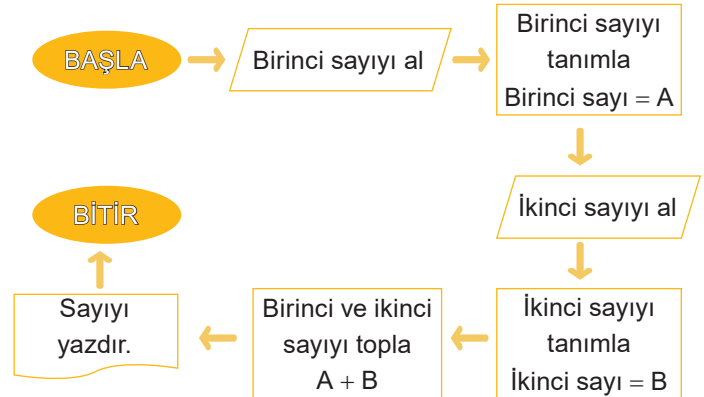 BAŞLA
Birinci sayıyı al
Birinci sayıyı
tanımla
Birinci sayı = A
İkinci sayıyı al
İkinci sayıyı
tanımla
İkinci sayı = B
Birinci ve ikinci
sayıyı topla
A + B
Sayıyı
yazdır.
BİTİR